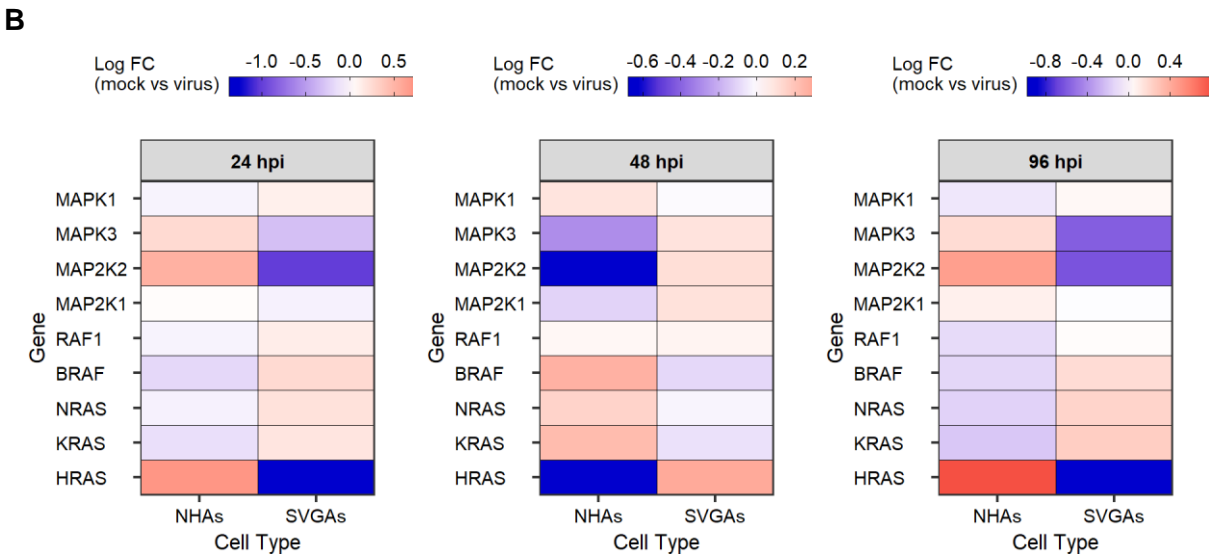 B
Log FC
(mock vs virus)
-1.0 -0.5 0.0 0.5
Log FC
(mock vs virus)
-0.6 -0.4 -0.2 0.0 0.2
Log FC
(mock vs virus)
-0.8 -0.4 0.0 0.4
24 hpi
Gene
MAPK1
MAPK3
MAP2K2
MAP2K1
RAF1
BRAF
NRAS
KRAS
HRAS
NHAs SVGAs
Cell Type
48 hpi
Gene
MAPK1
MAPK3
MAP2K2
MAP2K1
RAF1
BRAF
NRAS
KRAS
HRAS
NHAs SVGAs
Cell Type
96 hpi
Gene
MAPK1
MAPK3
MAP2K2
MAP2K1
RAF1
BRAF
NRAS
KRAS
HRAS
NHAs SVGAs
Cell Type